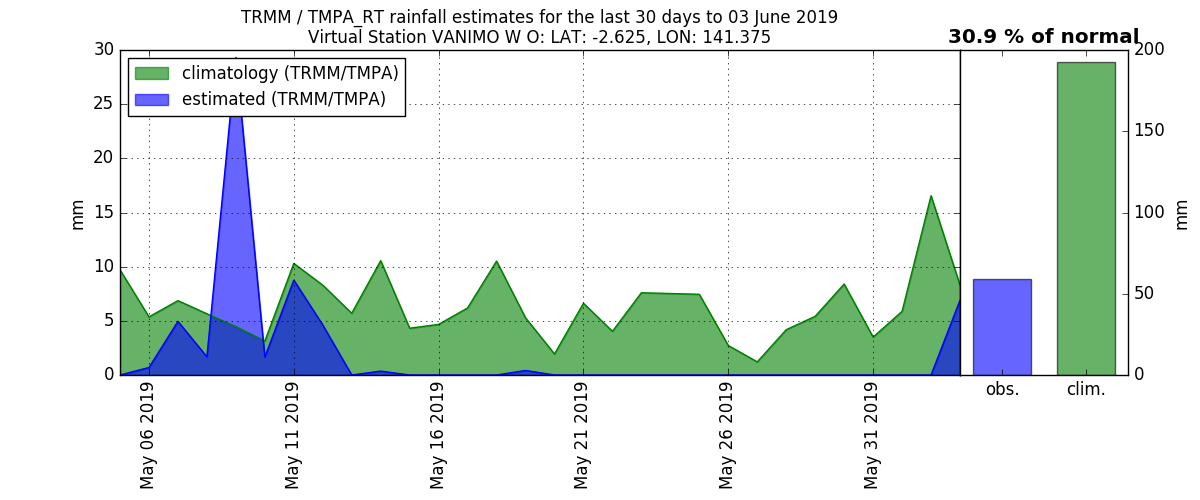 TRMM / TMPA_RT rainfall estimates for the last 30 days to 03 June 2019
Virtual Station VANIMO W O: LAT: -2.625, LON: 141.375
30.9 % of normal
climatology (TRMM/TMPA)
estimated (TRMM/TMPA)
30
25
20
15
10
5
0
mm
May 06 2019
May 11 2019
May 16 2019
May 21 2019
May 26 2019
May 31 2019
200
150
100
50
0
mm
obs.
clim.